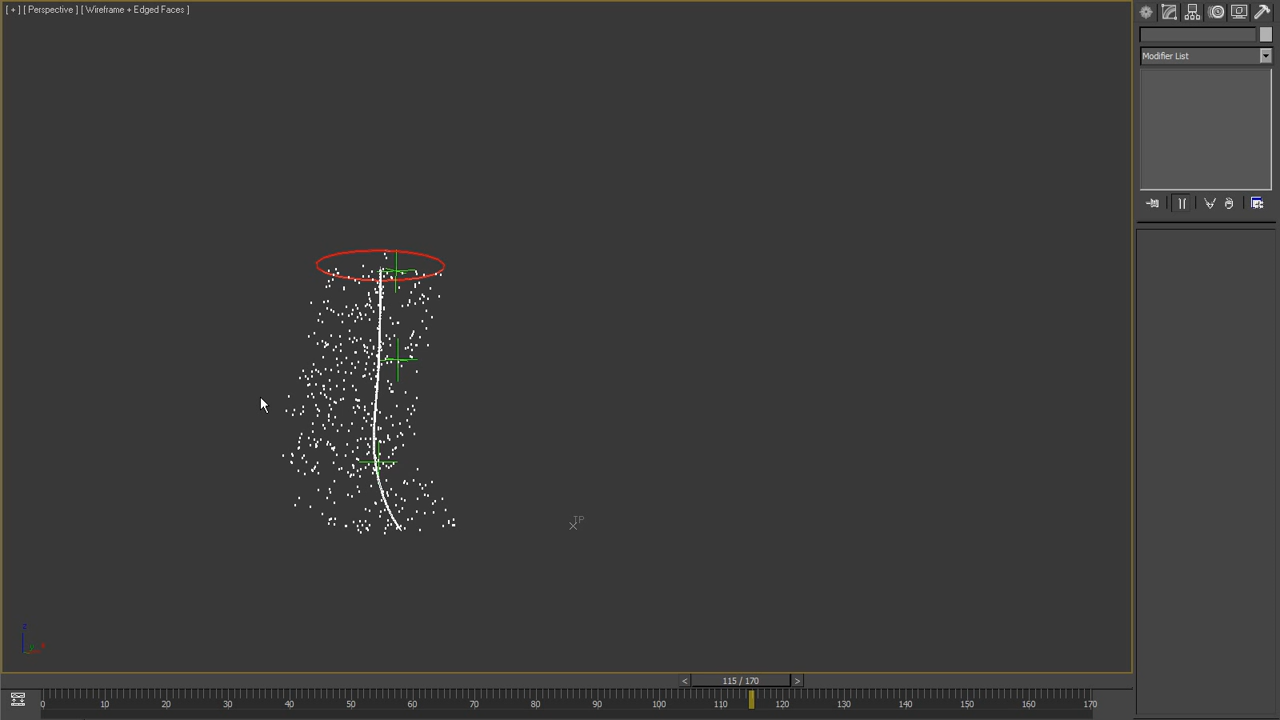 [ + ] [ Perspective ] [ Wireframe + Edged Faces ]
Modifier List
TP
z
x
< 115 / 170 >
0 10 20 30 40 50 60 70 80 90 100 110 120 130 140 150 160 170